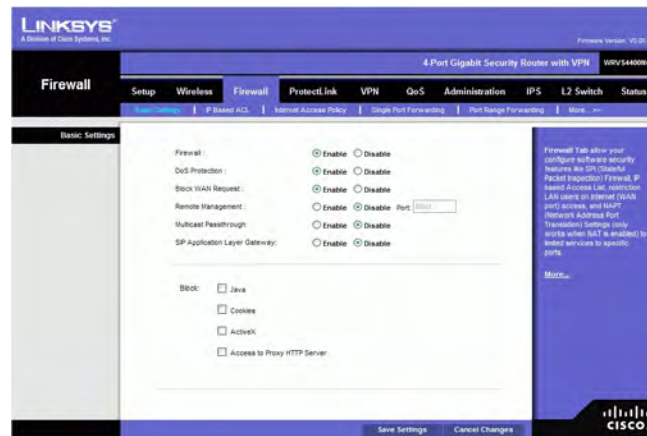 LINKSYS®
A Division of Cisco Systems, Inc.
Firmware Version:
4-Port Gigabit Security Router with VPN WRVS4400N
Firewall
Setup Wireless Firewall ProtectLink VPN QoS Administration IPS L2 Switch Status
Basic Settings | IP Based ACL | Internet Access Policy | Single Port Forwarding | Port Range Forwarding | More... >>
Basic Settings
Firewall : Enable Disable
DoS Protection : Enable Disable
Block WAN Request : Enable Disable
Remote Management : Enable Disable Port:
Multicast Passthrough Enable Disable
SIP Application Layer Gateway: Enable Disable
Block: Java
Cookies
ActiveX
Access to Proxy HTTP Server
Firewall Tab allow your
configure software security
features like SPI (Stateful
Packet Inspection) Firewall, IP
based Access List, restriction
LAN users on Internet (WAN
port) access, and NAPT
(Network Address Port
Translation) Settings (only
works when NAT is enabled) to
limited services to specific
ports.
More...
Save Settings Cancel Changes
CISCO